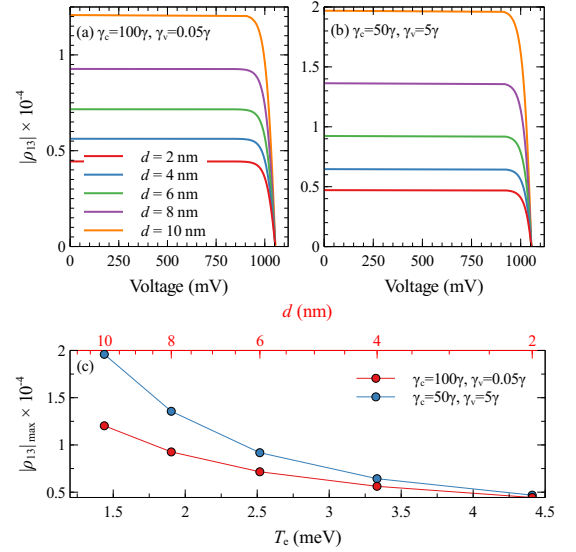 (a) γc=100γ, γv=0.05γ
(b) γc=50γ, γv=5γ
|ρ13| × 10-4
1
0.5
0
2
1.5
1
0.5
0
d = 2 nm
d = 4 nm
d = 6 nm
d = 8 nm
d = 10 nm
0 250 500 750 1000
0 250 500 750 1000
Voltage (mV)
Voltage (mV)
d (nm)
10 8 6 4 2
(c)
γc=100γ, γv=0.05γ
γc=50γ, γv=5γ
|ρ13|max × 10-4
2
1.5
1
0.5
1.5 2 2.5 3 3.5 4 4.5
Te (meV)